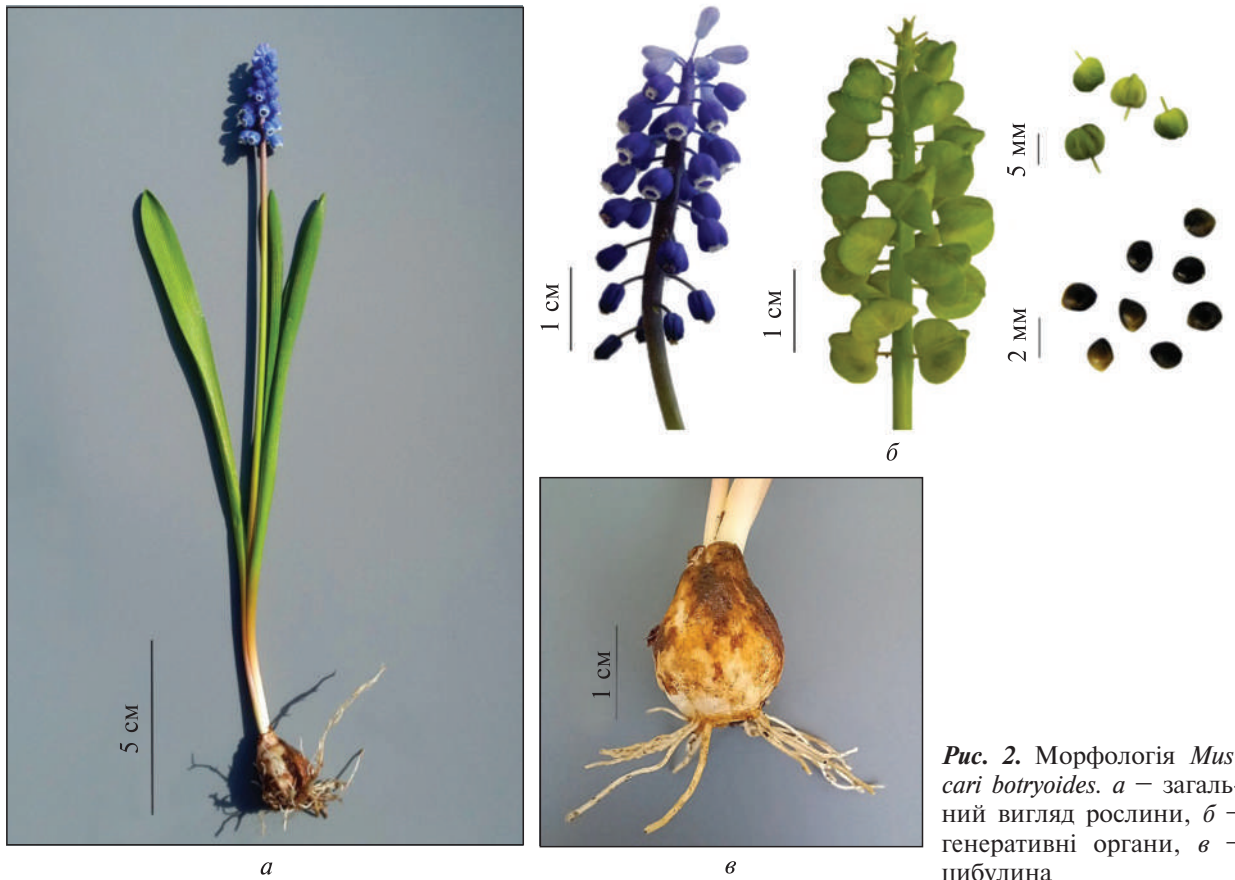 5 см
а
1 см
1 см
5 мм
2 мм
б
1 см
в
Рис. 2. Морфологія Mus-
cari botryoides. а – загаль-
ний вигляд рослини, б –
генеративні органи, в –
цибулина